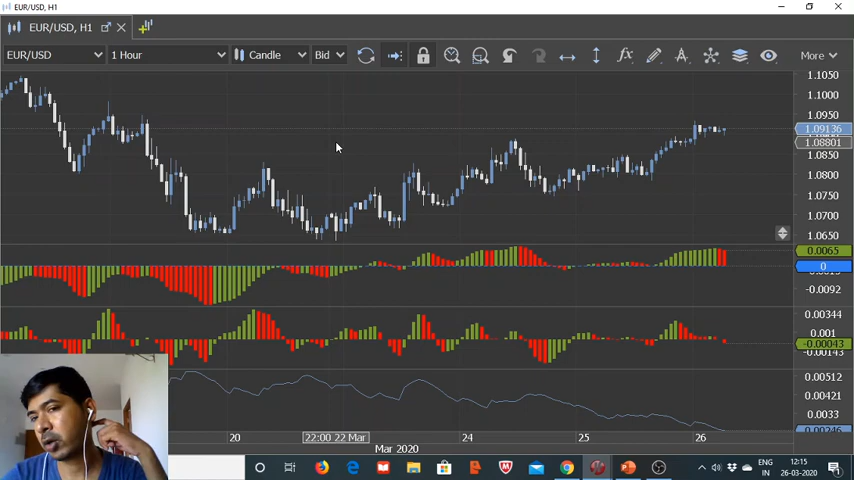 EUR/USD, H1
EUR/USD, H1
EUR/USD 1 Hour Candle Bid More
1.1050
1.1000
1.0950
1.09136
1.08801
1.0850
1.0800
1.0750
1.0700
1.0650
0.0065
0
-0.0092
0.00344
0.001
-0.00043
-0.00143
0.00512
0.00421
0.0033
20 22:00 22 Mar 24 25 26
Mar 2020
ENG 12:15
IN 26-03-2020